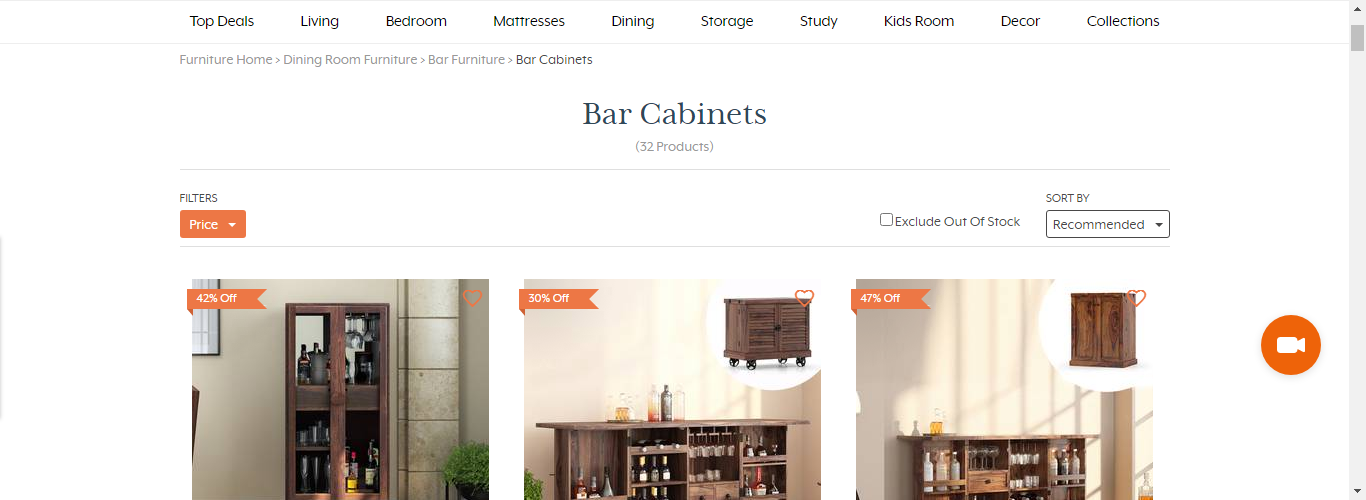 Top Deals Living Bedroom Mattresses Dining Storage Study Kids Room Decor Collections
Furniture Home > Dining Room Furniture > Bar Furniture > Bar Cabinets
Bar Cabinets
(32 Products)
FILTERS
Price
Exclude Out Of Stock
SORT BY
Recommended
42% Off
30% Off
47% Off